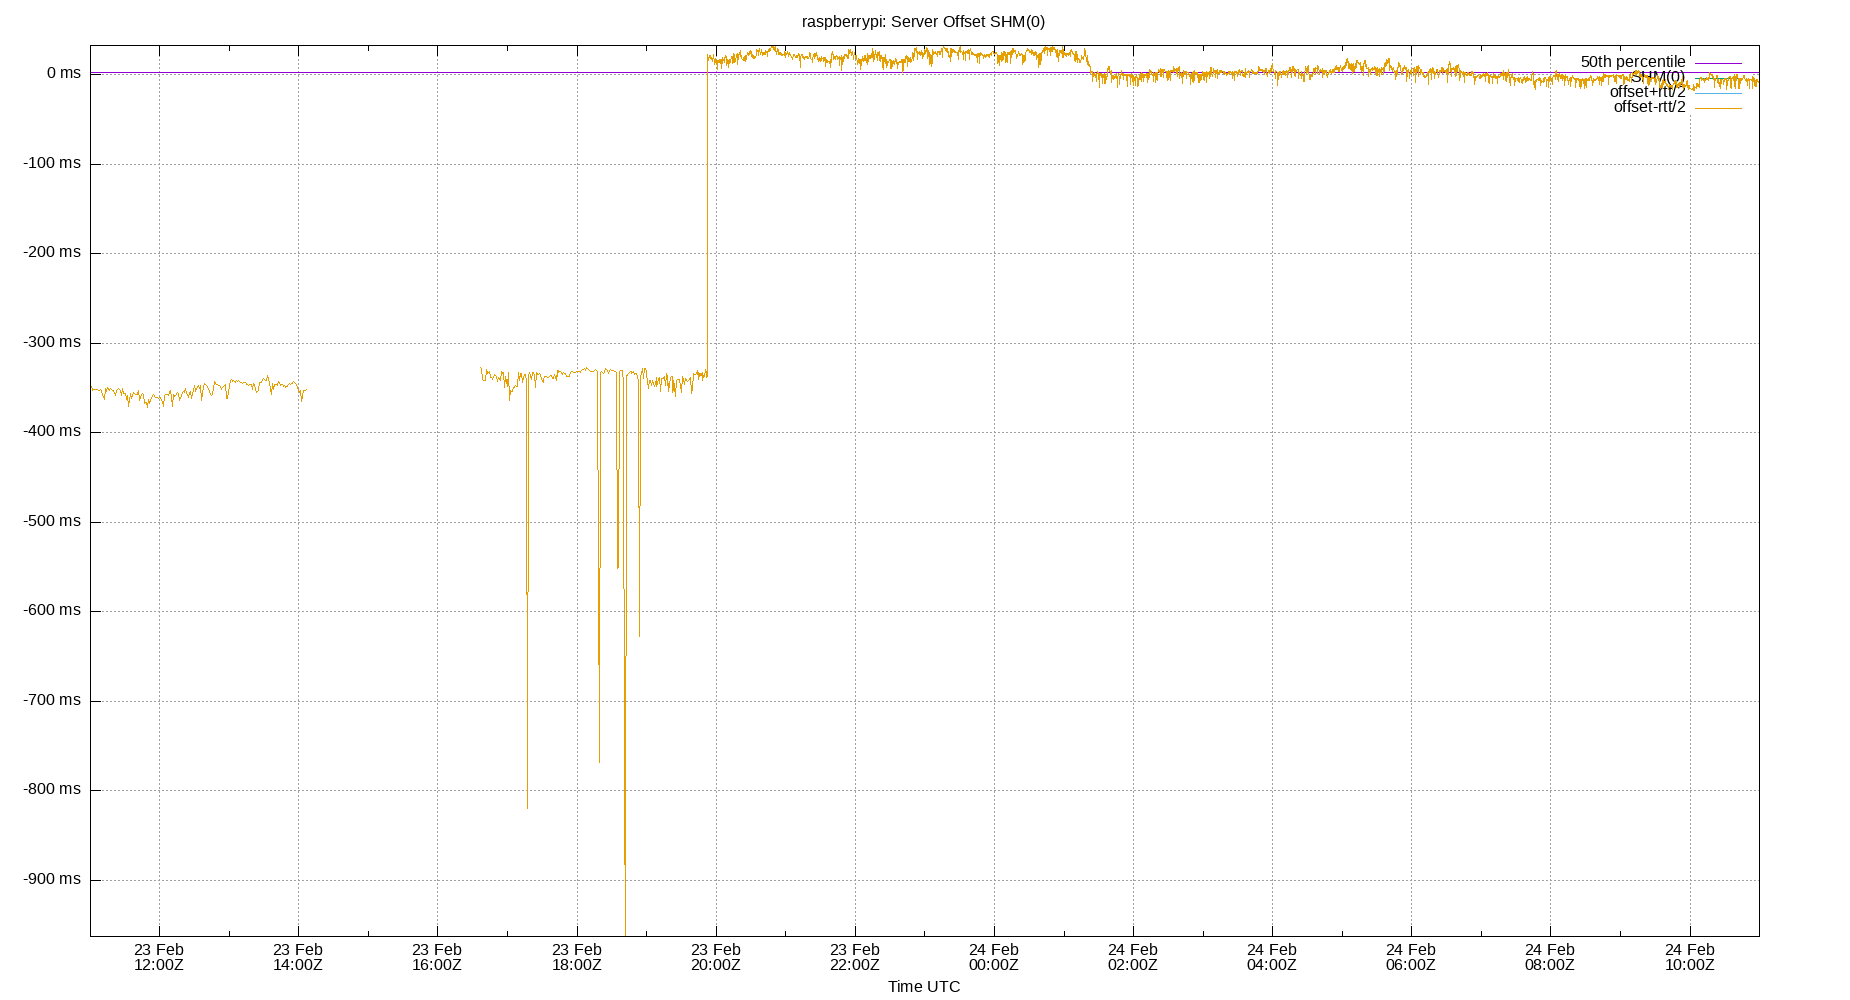 raspberrypi: Server Offset SHM(0)
50th percentile
SHM(0)
offset+rtt/2
offset-rtt/2
0 ms
-100 ms
-200 ms
-300 ms
-400 ms
-500 ms
-600 ms
-700 ms
-800 ms
-900 ms
23 Feb 23 Feb 23 Feb 23 Feb 23 Feb 23 Feb 24 Feb 24 Feb 24 Feb 24 Feb 24 Feb 24 Feb
12:00Z 14:00Z 16:00Z 18:00Z 20:00Z 22:00Z 00:00Z 02:00Z 04:00Z 06:00Z 08:00Z 10:00Z
Time UTC